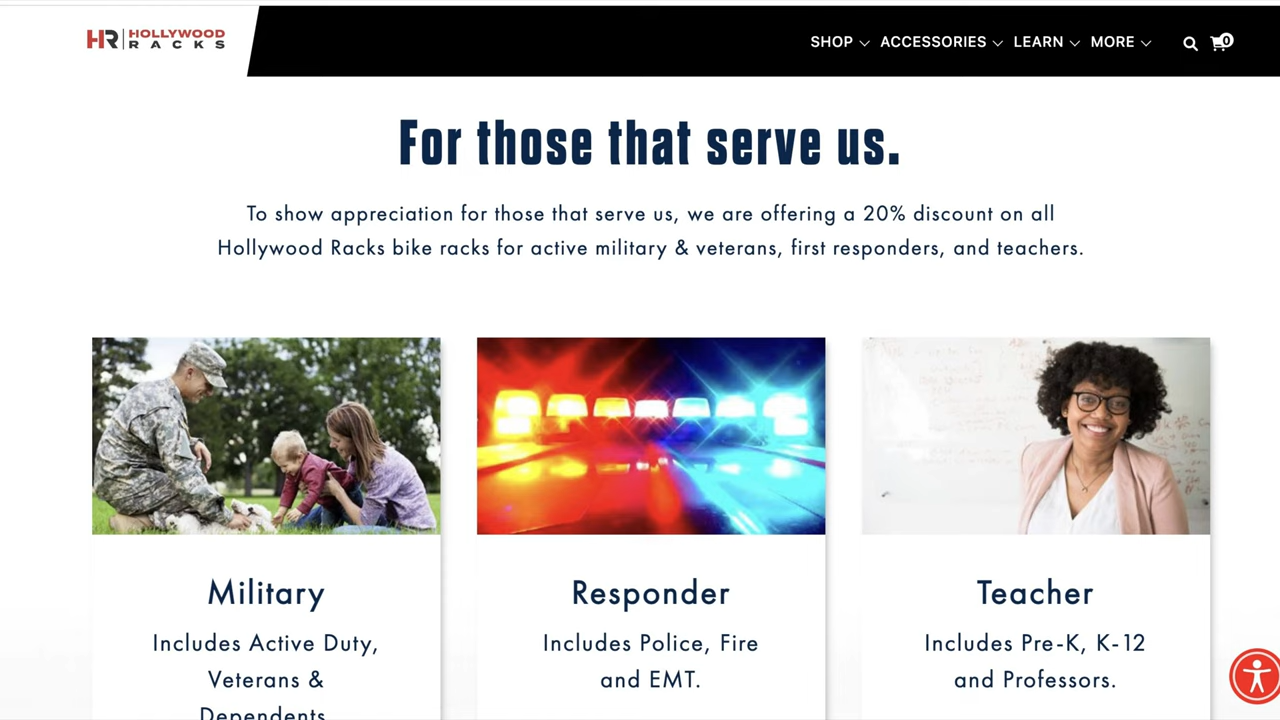 HR HOLLYWOOD
RACKS
SHOP ACCESSORIES LEARN MORE 0
For those that serve us.
To show appreciation for those that serve us, we are offering a 20% discount on all
Hollywood Racks bike racks for active military & veterans, first responders, and teachers.
Military
Includes Active Duty,
Veterans &
Dependents
Responder
Includes Police, Fire
and EMT.
Teacher
Includes Pre-K, K-12
and Professors.